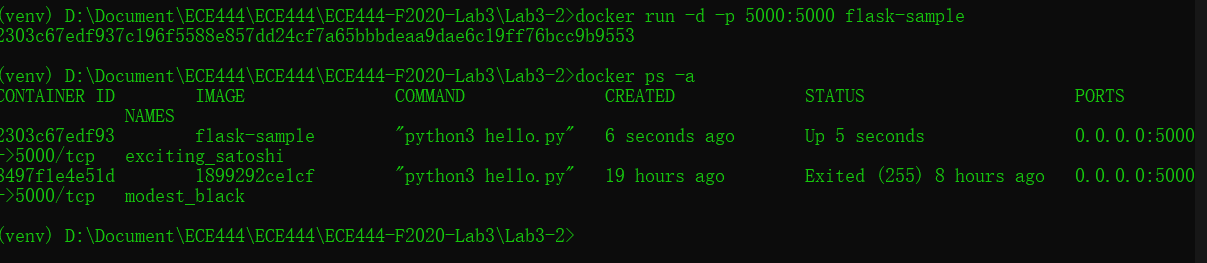 (venv) D:\Document\ECE444\ECE444\ECE444-F2020-Lab3\Lab3-2>docker run -d -p 5000:5000 flask-sample
2303c67edf937c196f5588e857dd24cf7a65bbbdeaa9dae6c19ff76bcc9b9553
(venv) D:\Document\ECE444\ECE444\ECE444-F2020-Lab3\Lab3-2>docker ps -a
CONTAINER ID IMAGE COMMAND CREATED STATUS PORTS
NAMES
2303c67edf93 flask-sample "python3 hello.py" 6 seconds ago Up 5 seconds 0.0.0.0:5000
->5000/tcp exciting_satoshi
8497f1e4e51d 1899292ce1cf "python3 hello.py" 19 hours ago Exited (255) 8 hours ago 0.0.0.0:5000
->5000/tcp modest_black
(venv) D:\Document\ECE444\ECE444\ECE444-F2020-Lab3\Lab3-2>